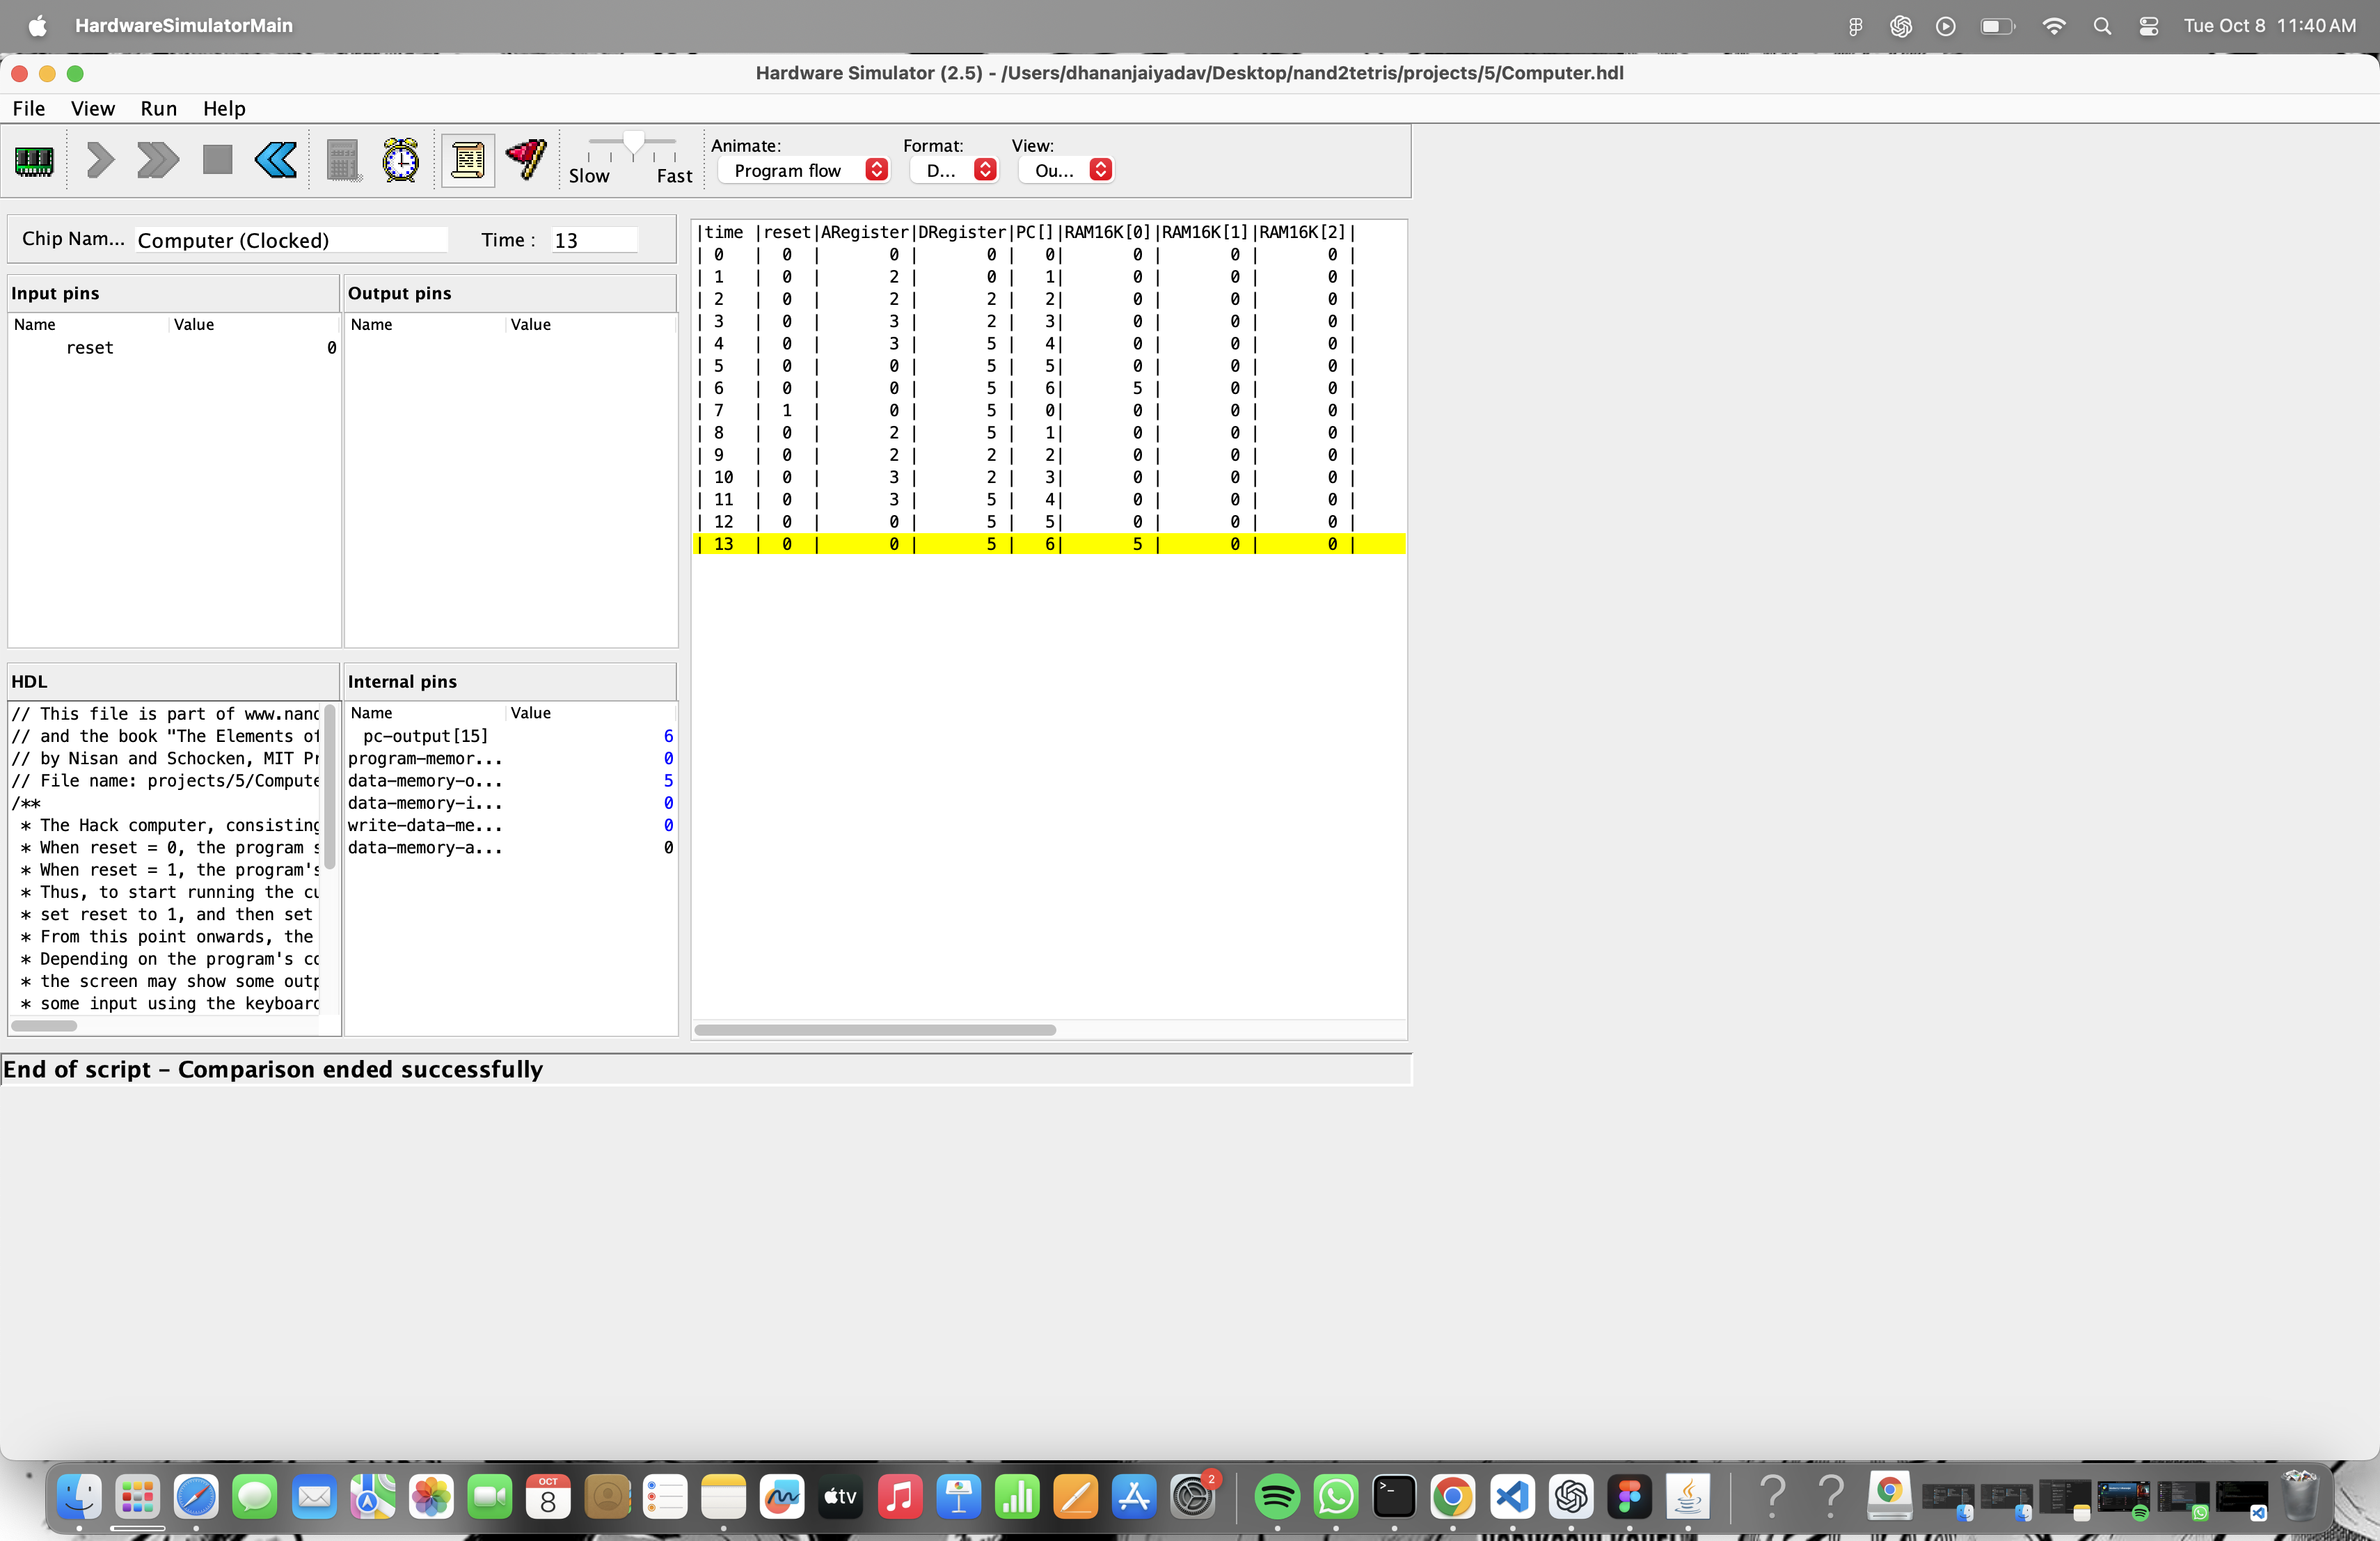 HardwareSimulatorMain
Tue Oct 8 11:40 AM
Hardware Simulator (2.5) - /Users/dhananjaiyadav/Desktop/nand2tetris/projects/5/Computer.hdl
File View Run Help
Slow Fast
Animate: Format: View:
Program flow D... Ou...
Chip Nam... Computer (Clocked) Time : 13
Input pins
Name Value
reset 0
Output pins
Name Value
HDL
// This file is part of www.nand
// and the book "The Elements of
// by Nisan and Schocken, MIT Pr
// File name: projects/5/Compute
/**
* The Hack computer, consisting
* When reset = 0, the program s
* When reset = 1, the program's
* Thus, to start running the cu
* set reset to 1, and then set
* From this point onwards, the
* Depending on the program's co
* the screen may show some outp
* some input using the keyboard
Internal pins
Name Value
pc-output[15] 6
program-memor... 0
data-memory-o... 5
data-memory-i... 0
write-data-me... 0
data-memory-a... 0
|time |reset|ARegister|DRegister|PC[]|RAM16K[0]|RAM16K[1]|RAM16K[2]|
| 0 | 0 | 0 | 0 | 0| 0 | 0 | 0 |
| 1 | 0 | 2 | 0 | 1| 0 | 0 | 0 |
| 2 | 0 | 2 | 2 | 2| 0 | 0 | 0 |
| 3 | 0 | 3 | 2 | 3| 0 | 0 | 0 |
| 4 | 0 | 3 | 5 | 4| 0 | 0 | 0 |
| 5 | 0 | 0 | 5 | 5| 0 | 0 | 0 |
| 6 | 0 | 0 | 5 | 6| 5 | 0 | 0 |
| 7 | 1 | 0 | 5 | 0| 0 | 0 | 0 |
| 8 | 0 | 2 | 5 | 1| 0 | 0 | 0 |
| 9 | 0 | 2 | 2 | 2| 0 | 0 | 0 |
| 10 | 0 | 3 | 2 | 3| 0 | 0 | 0 |
| 11 | 0 | 3 | 5 | 4| 0 | 0 | 0 |
| 12 | 0 | 0 | 5 | 5| 0 | 0 | 0 |
| 13 | 0 | 0 | 5 | 6| 5 | 0 | 0 |
End of script – Comparison ended successfully
OCT
8
tv
2
>_
? ?